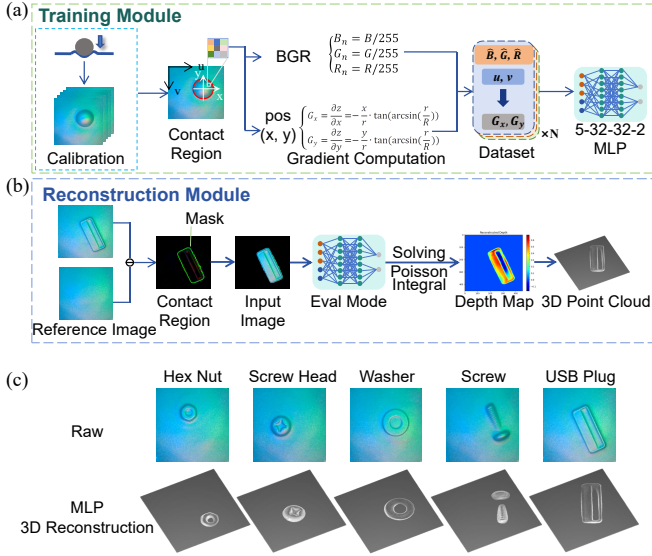 (a)
Training Module
Calibration
u
v
y
x
Contact
Region
BGR
B_n = B/255
G_n = G/255
R_n = R/255
pos
(x, y)
G_x = ∂z/∂x = −x/r · tan(arcsin(r/R))
G_y = ∂z/∂y = −y/r · tan(arcsin(r/R))
Gradient Computation
B̂, Ĝ, R̂
u, v
G_x, G_y
×N
Dataset
5-32-32-2
MLP
(b)
Reconstruction Module
Reference Image
Mask
Contact
Region
Input
Image
Eval Mode
Solving
Poisson
Integral
Depth Map
3D Point Cloud
(c)
Hex Nut
Screw Head
Washer
Screw
USB Plug
Raw
MLP
3D Reconstruction